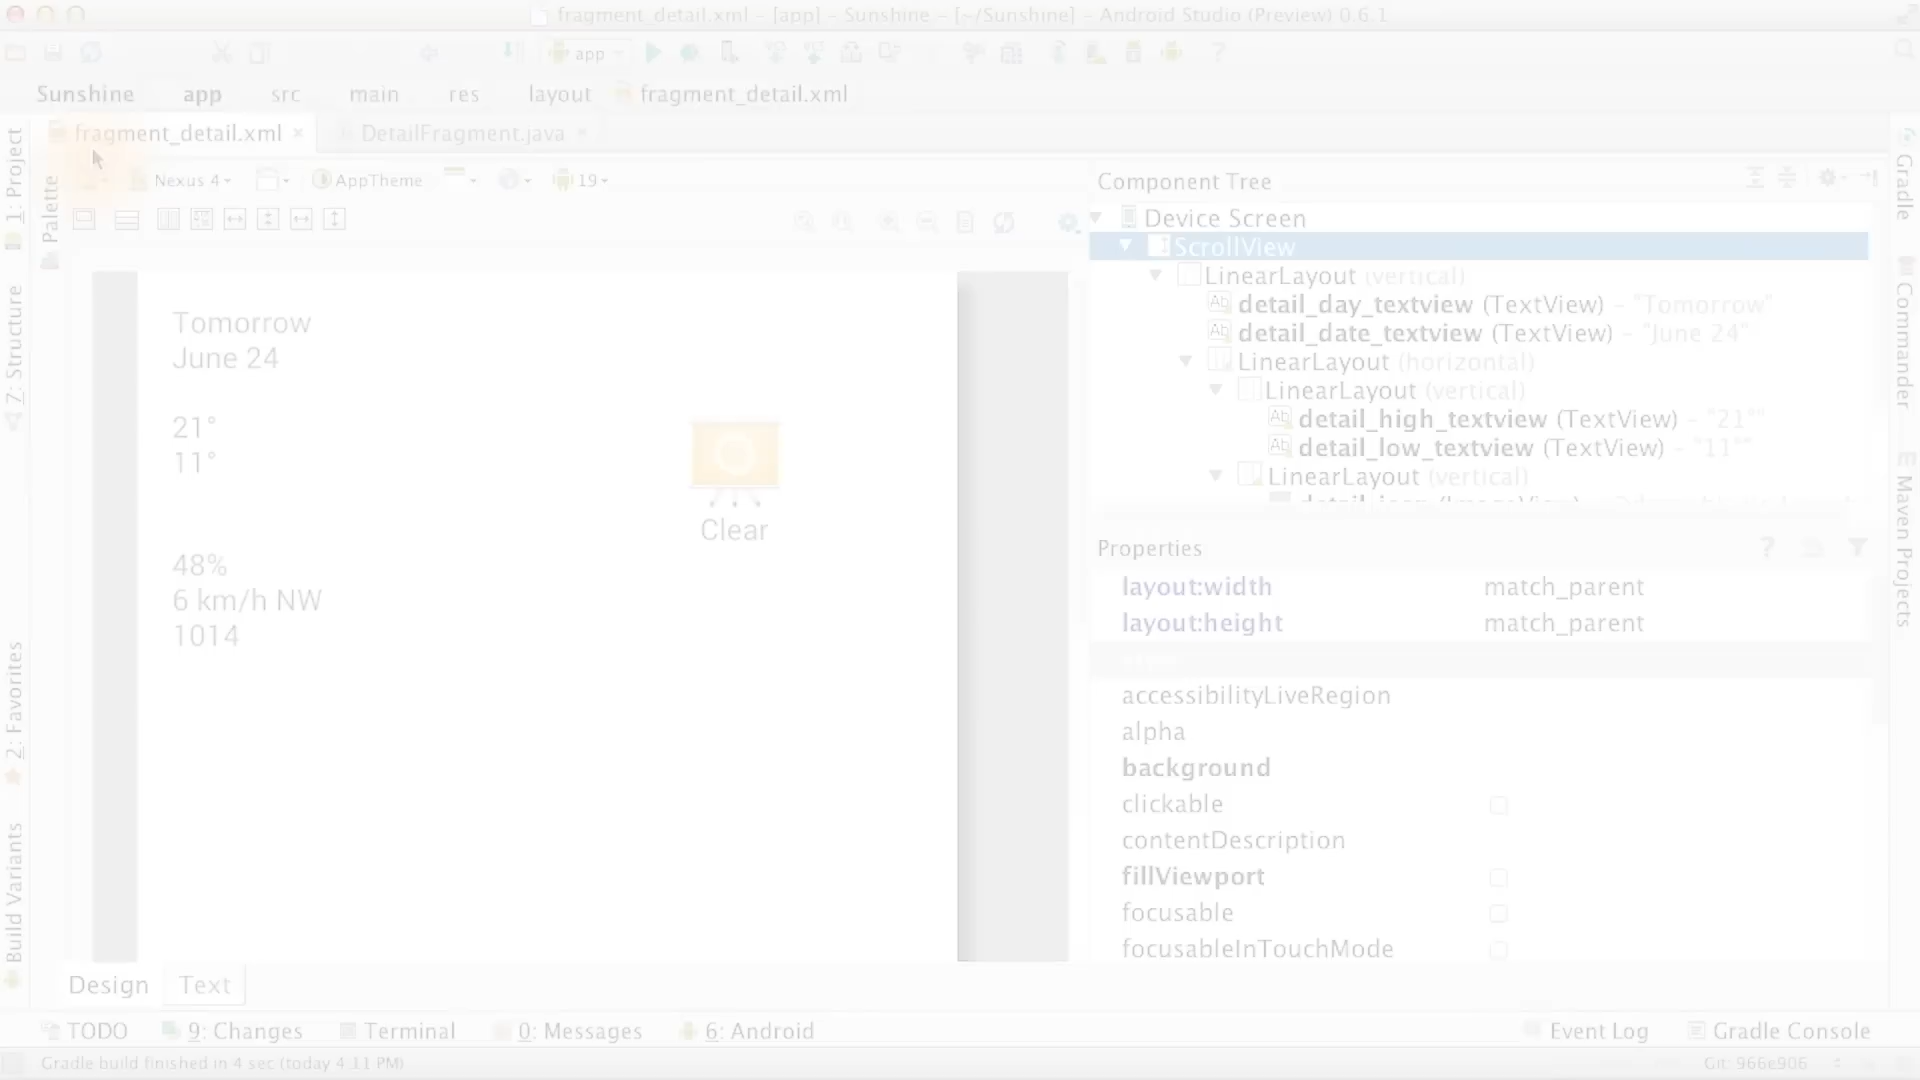 fragment_detail.xml – [app] – Sunshine – [~/Sunshine] – Android Studio (Preview) 0.6.1
app
?
Sunshine app src main res layout fragment_detail.xml
fragment_detail.xml DetailFragment.java
Nexus 4 AppTheme 19
Component Tree
Device Screen
ScrollView
LinearLayout (vertical)
Ab detail_day_textview (TextView) – "Tomorrow"
Ab detail_date_textview (TextView) – "June 24"
LinearLayout (horizontal)
LinearLayout (vertical)
Ab detail_high_textview (TextView) – "21°"
Ab detail_low_textview (TextView) – "11°"
LinearLayout (vertical)
Tomorrow
June 24
21°
11°
Clear
48%
6 km/h NW
1014
Properties
?
layout:width match_parent
layout:height match_parent
accessibilityLiveRegion
alpha
background
clickable
contentDescription
fillViewport
focusable
focusableInTouchMode
1: Project
Palette
7: Structure
2: Favorites
Build Variants
Gradle
Commander
Maven Projects
Design Text
TODO 9: Changes Terminal 0: Messages 6: Android Event Log Gradle Console
Gradle build finished in 4 sec (today 4:11 PM) Git: 966e906